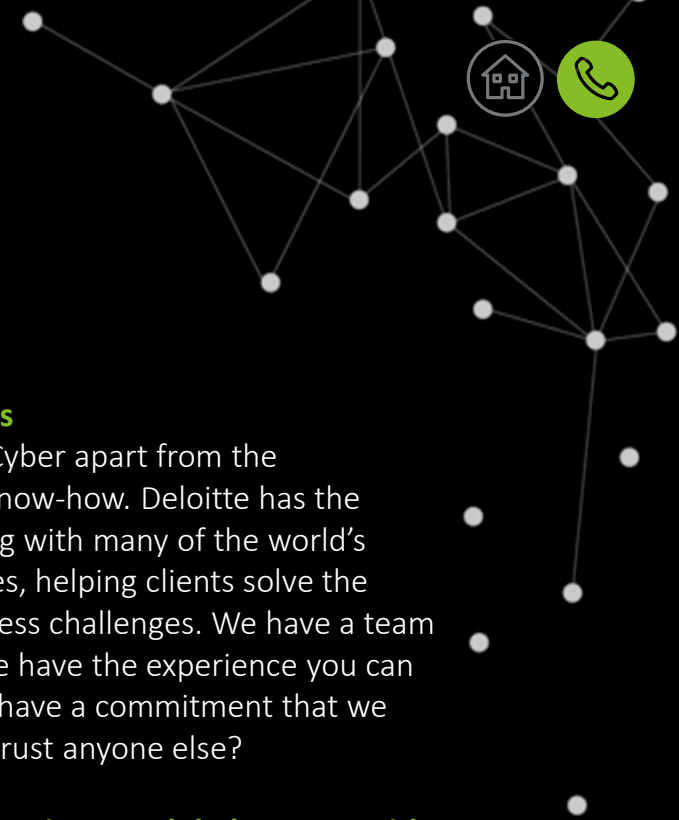 s
Cyber apart from the
now-how. Deloitte has the
g with many of the world’s
es, helping clients solve the
ess challenges. We have a team
e have the experience you can
have a commitment that we
rust anyone else?